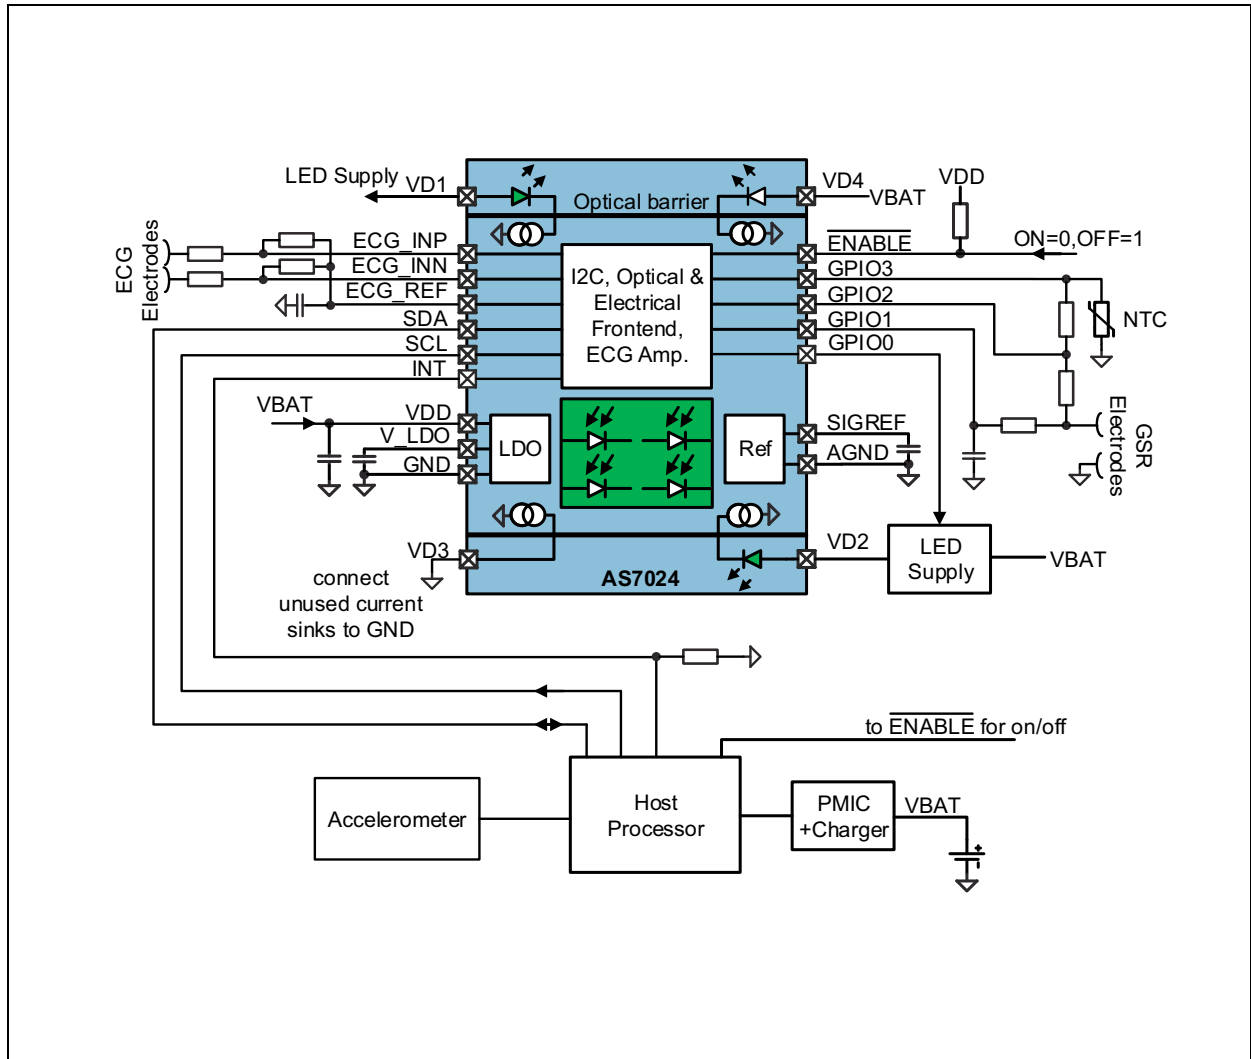 LED Supply
VD1
Optical barrier
VD4
VBAT
VDD
ECG
Electrodes
ECG_INP
ECG_INN
ECG_REF
SDA
SCL
INT
I2C, Optical &
Electrical
Frontend,
ECG Amp.
ENABLE
ON=0,OFF=1
GPIO3
GPIO2
GPIO1
GPIO0
NTC
VBAT
VDD
V_LDO
GND
LDO
Ref
SIGREF
AGND
GSR
Electrodes
VD3
connect
unused current
sinks to GND
AS7024
VD2
LED
Supply
VBAT
to ENABLE for on/off
Accelerometer
Host
Processor
PMIC
+Charger
VBAT
+
-